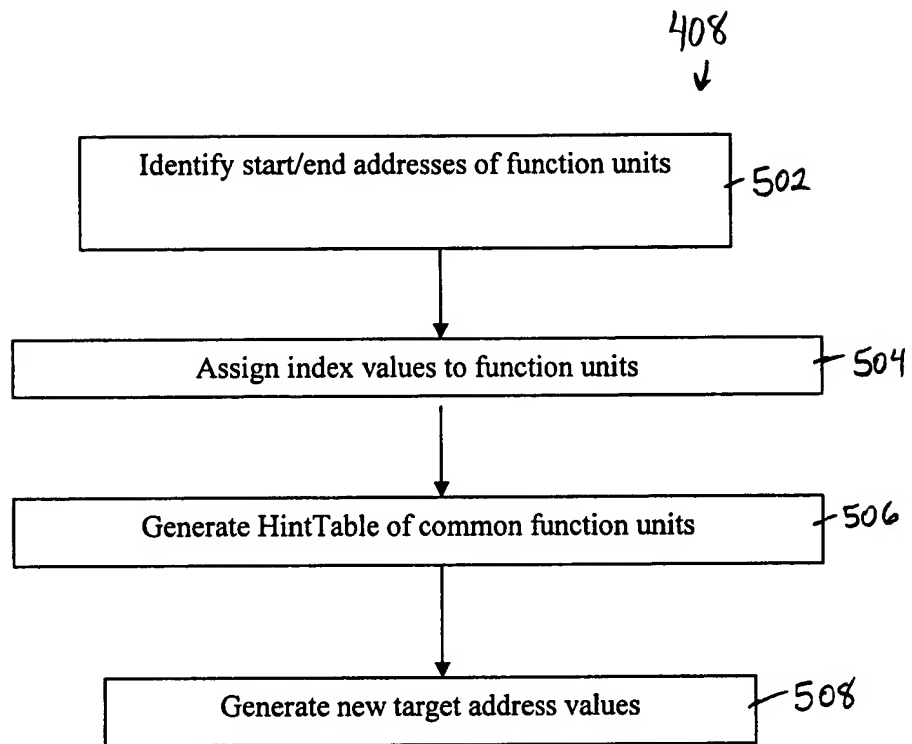 408
Identify start/end addresses of function units
502
Assign index values to function units
504
Generate HintTable of common function units
506
Generate new target address values
508